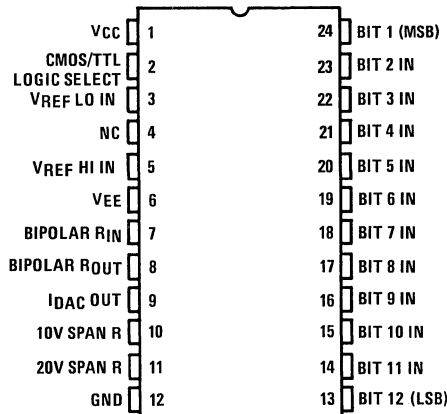 VCC 1 24 BIT 1 (MSB)
CMOS/TTL
LOGIC SELECT 2 23 BIT 2 IN
VREF LO IN 3 22 BIT 3 IN
NC 4 21 BIT 4 IN
VREF HI IN 5 20 BIT 5 IN
VEE 6 19 BIT 6 IN
BIPOLAR RIN 7 18 BIT 7 IN
BIPOLAR ROUT 8 17 BIT 8 IN
IDAC OUT 9 16 BIT 9 IN
10V SPAN R 10 15 BIT 10 IN
20V SPAN R 11 14 BIT 11 IN
GND 12 13 BIT 12 (LSB)